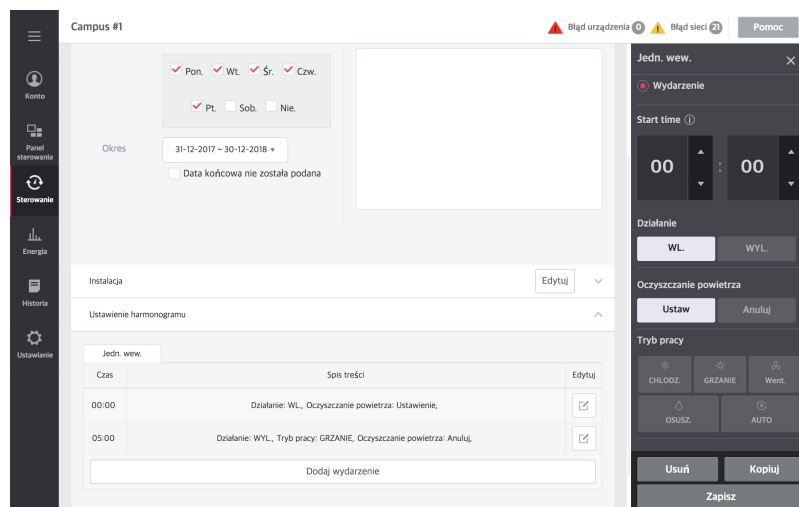 Campus #1
Błąd urządzenia 0
Błąd sieci 21
Pomoc
Konto
Panel
sterowania
Sterowanie
Energia
Historia
Ustawianie
Pon. Wt. Śr. Czw.
Pt. Sob. Nie.
Okres
31-12-2017 ~ 30-12-2018
Data końcowa nie została podana
Instalacja
Edytuj
Ustawienie harmonogramu
Jedn. wew.
Czas Spis treści Edytuj
00:00 Działanie: WL., Oczyszczanie powietrza: Ustawienie,
05:00 Działanie: WYL., Tryb pracy: GRZANIE, Oczyszczanie powietrza: Anuluj,
Dodaj wydarzenie
Jedn. wew.
Wydarzenie
Start time
00 : 00
Działanie
WL. WYL.
Oczyszczanie powietrza
Ustaw Anuluj
Tryb pracy
CHLODZ. GRZANIE Went.
OSUSZ. AUTO
Usuń Kopiuj
Zapisz